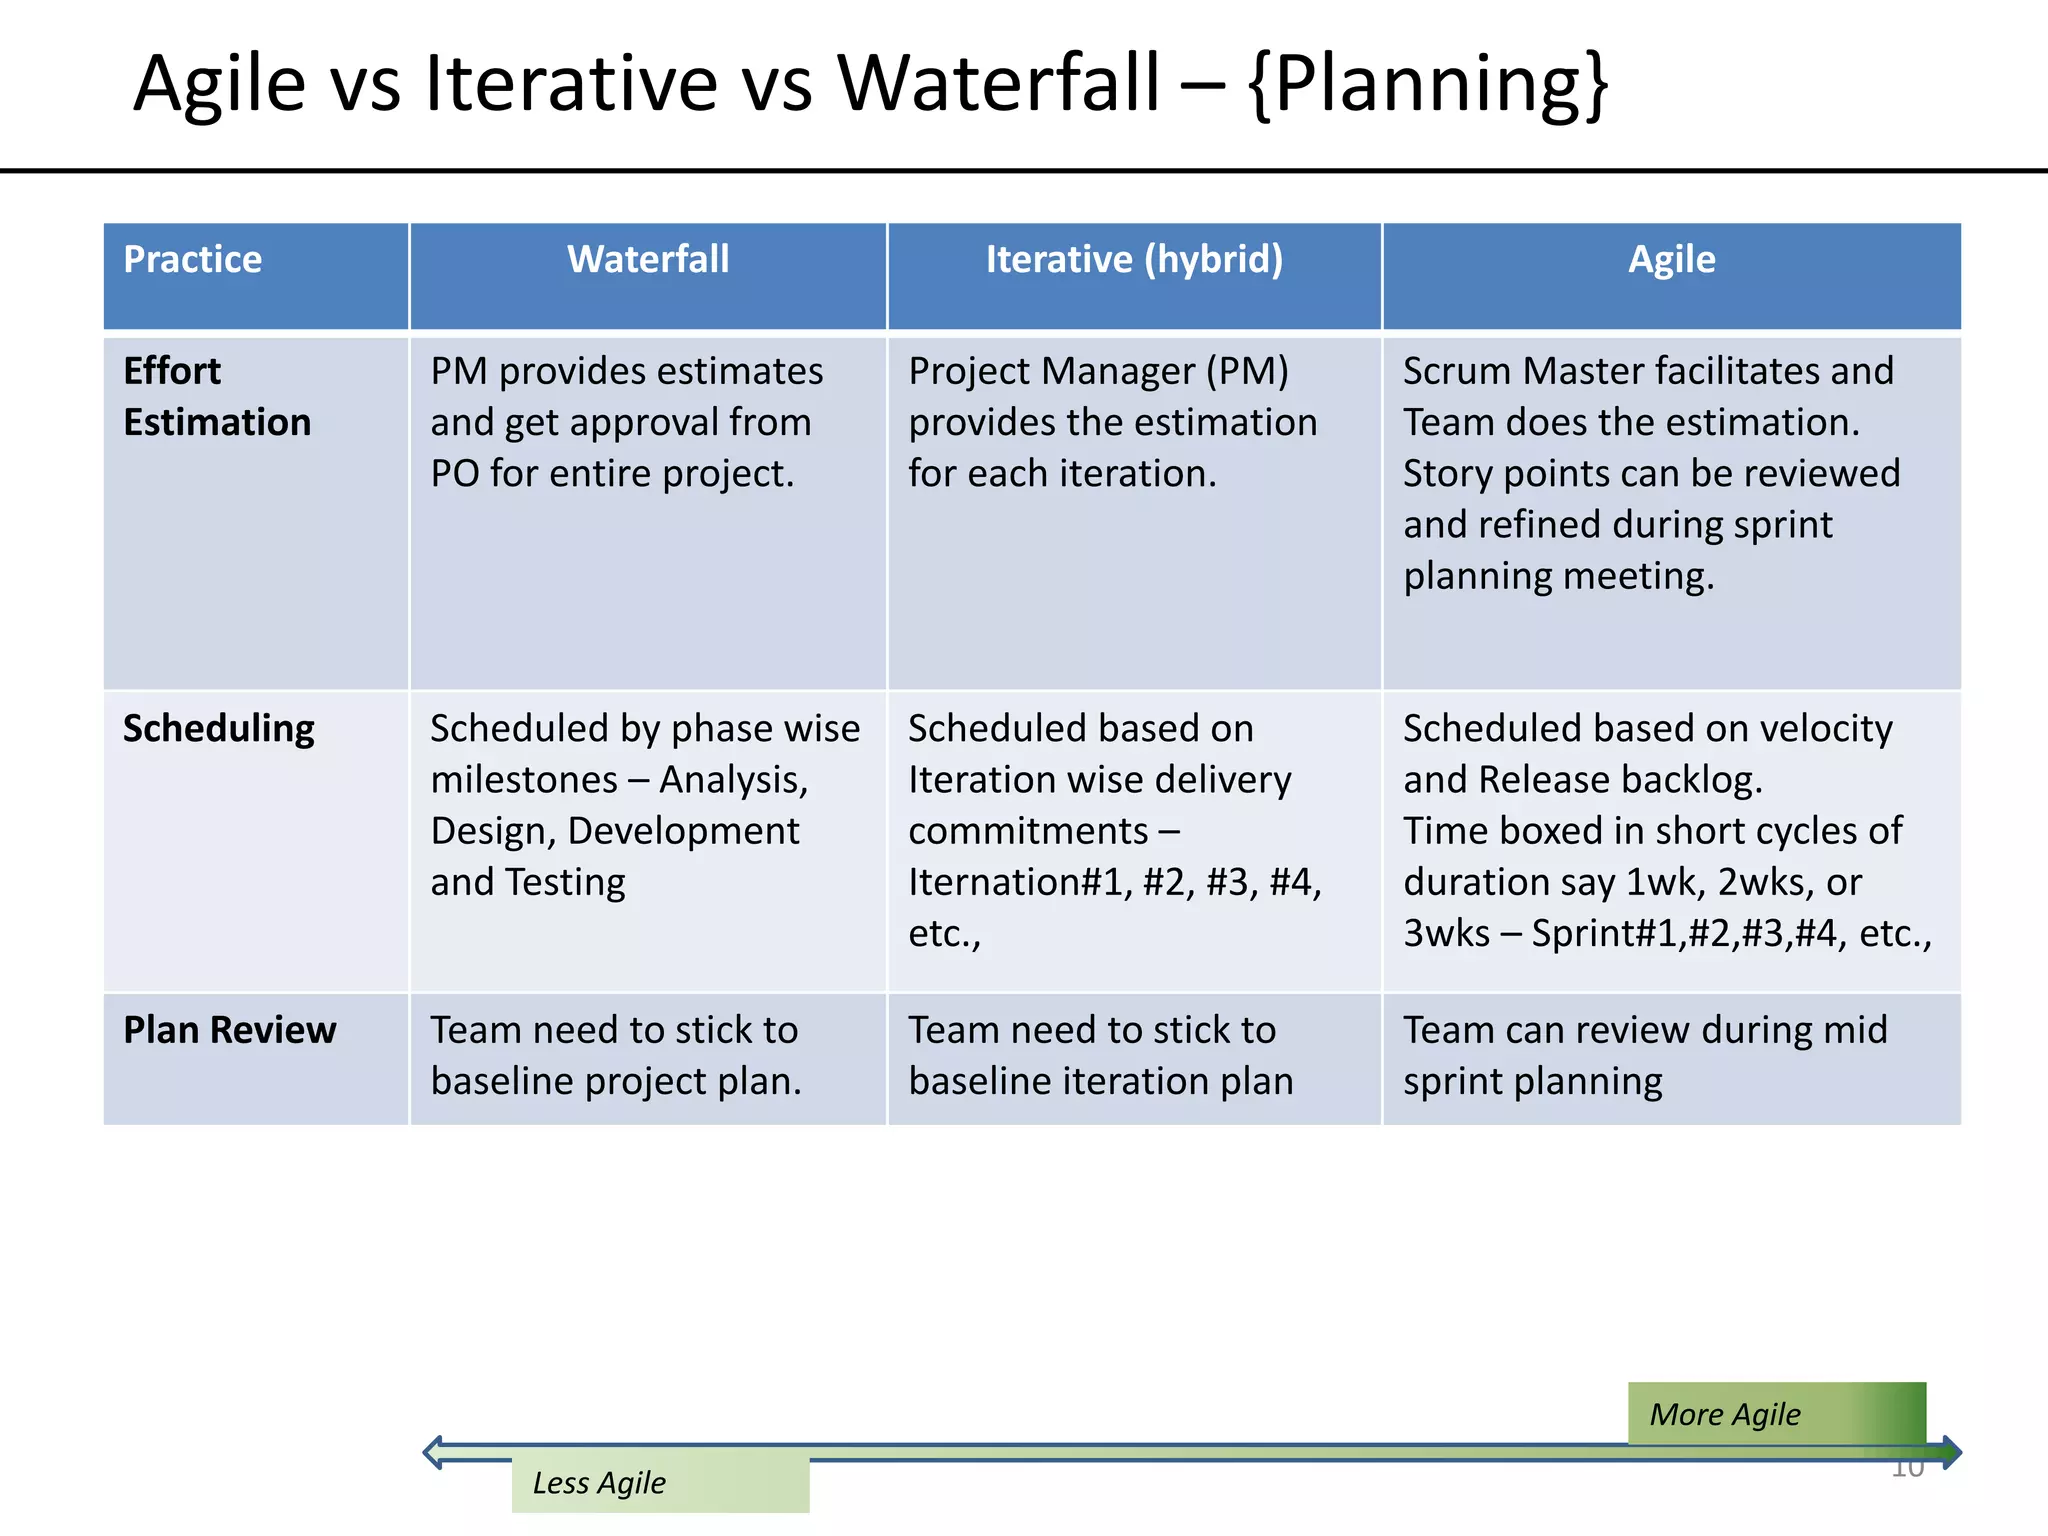 Agile vs Iterative vs Waterfall – {Planning}
Practice
Waterfall
Iterative (hybrid)
Agile
Effort
Estimation
PM provides estimates
and get approval from
PO for entire project.
Project Manager (PM)
provides the estimation
for each iteration.
Scrum Master facilitates and
Team does the estimation.
Story points can be reviewed
and refined during sprint
planning meeting.
Scheduling
Scheduled by phase wise
milestones – Analysis,
Design, Development
and Testing
Scheduled based on
Iteration wise delivery
commitments –
Iternation#1, #2, #3, #4,
etc.,
Scheduled based on velocity
and Release backlog.
Time boxed in short cycles of
duration say 1wk, 2wks, or
3wks – Sprint#1,#2,#3,#4, etc.,
Plan Review
Team need to stick to
baseline project plan.
Team need to stick to
baseline iteration plan
Team can review during mid
sprint planning
More Agile
Less Agile
10